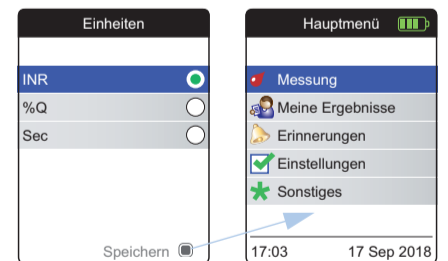 Einheiten
INR
%Q
Sec
Speichern
Hauptmenü
Messung
Meine Ergebnisse
Erinnerungen
Einstellungen
Sonstiges
17:03 17 Sep 2018